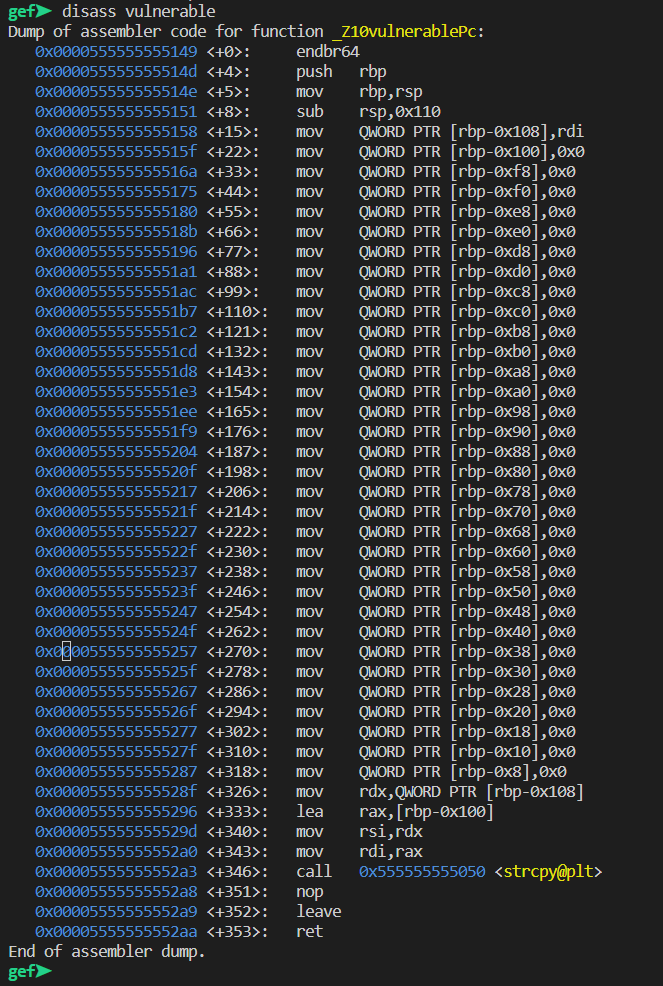 gef➤ disass vulnerable
Dump of assembler code for function _Z10vulnerablePc:
0x0000555555555149 <+0>: endbr64
0x000055555555514d <+4>: push rbp
0x000055555555514e <+5>: mov rbp,rsp
0x0000555555555151 <+8>: sub rsp,0x110
0x0000555555555158 <+15>: mov QWORD PTR [rbp-0x108],rdi
0x000055555555515f <+22>: mov QWORD PTR [rbp-0x100],0x0
0x000055555555516a <+33>: mov QWORD PTR [rbp-0xf8],0x0
0x0000555555555175 <+44>: mov QWORD PTR [rbp-0xf0],0x0
0x0000555555555180 <+55>: mov QWORD PTR [rbp-0xe8],0x0
0x000055555555518b <+66>: mov QWORD PTR [rbp-0xe0],0x0
0x0000555555555196 <+77>: mov QWORD PTR [rbp-0xd8],0x0
0x00005555555551a1 <+88>: mov QWORD PTR [rbp-0xd0],0x0
0x00005555555551ac <+99>: mov QWORD PTR [rbp-0xc8],0x0
0x00005555555551b7 <+110>: mov QWORD PTR [rbp-0xc0],0x0
0x00005555555551c2 <+121>: mov QWORD PTR [rbp-0xb8],0x0
0x00005555555551cd <+132>: mov QWORD PTR [rbp-0xb0],0x0
0x00005555555551d8 <+143>: mov QWORD PTR [rbp-0xa8],0x0
0x00005555555551e3 <+154>: mov QWORD PTR [rbp-0xa0],0x0
0x00005555555551ee <+165>: mov QWORD PTR [rbp-0x98],0x0
0x00005555555551f9 <+176>: mov QWORD PTR [rbp-0x90],0x0
0x0000555555555204 <+187>: mov QWORD PTR [rbp-0x88],0x0
0x000055555555520f <+198>: mov QWORD PTR [rbp-0x80],0x0
0x0000555555555217 <+206>: mov QWORD PTR [rbp-0x78],0x0
0x000055555555521f <+214>: mov QWORD PTR [rbp-0x70],0x0
0x0000555555555227 <+222>: mov QWORD PTR [rbp-0x68],0x0
0x000055555555522f <+230>: mov QWORD PTR [rbp-0x60],0x0
0x0000555555555237 <+238>: mov QWORD PTR [rbp-0x58],0x0
0x000055555555523f <+246>: mov QWORD PTR [rbp-0x50],0x0
0x0000555555555247 <+254>: mov QWORD PTR [rbp-0x48],0x0
0x000055555555524f <+262>: mov QWORD PTR [rbp-0x40],0x0
0x0000555555555257 <+270>: mov QWORD PTR [rbp-0x38],0x0
0x000055555555525f <+278>: mov QWORD PTR [rbp-0x30],0x0
0x0000555555555267 <+286>: mov QWORD PTR [rbp-0x28],0x0
0x000055555555526f <+294>: mov QWORD PTR [rbp-0x20],0x0
0x0000555555555277 <+302>: mov QWORD PTR [rbp-0x18],0x0
0x000055555555527f <+310>: mov QWORD PTR [rbp-0x10],0x0
0x0000555555555287 <+318>: mov QWORD PTR [rbp-0x8],0x0
0x000055555555528f <+326>: mov rdx,QWORD PTR [rbp-0x108]
0x0000555555555296 <+333>: lea rax,[rbp-0x100]
0x000055555555529d <+340>: mov rsi,rdx
0x00005555555552a0 <+343>: mov rdi,rax
0x00005555555552a3 <+346>: call 0x555555555050 <strcpy@plt>
0x00005555555552a8 <+351>: nop
0x00005555555552a9 <+352>: leave
0x00005555555552aa <+353>: ret
End of assembler dump.
gef➤